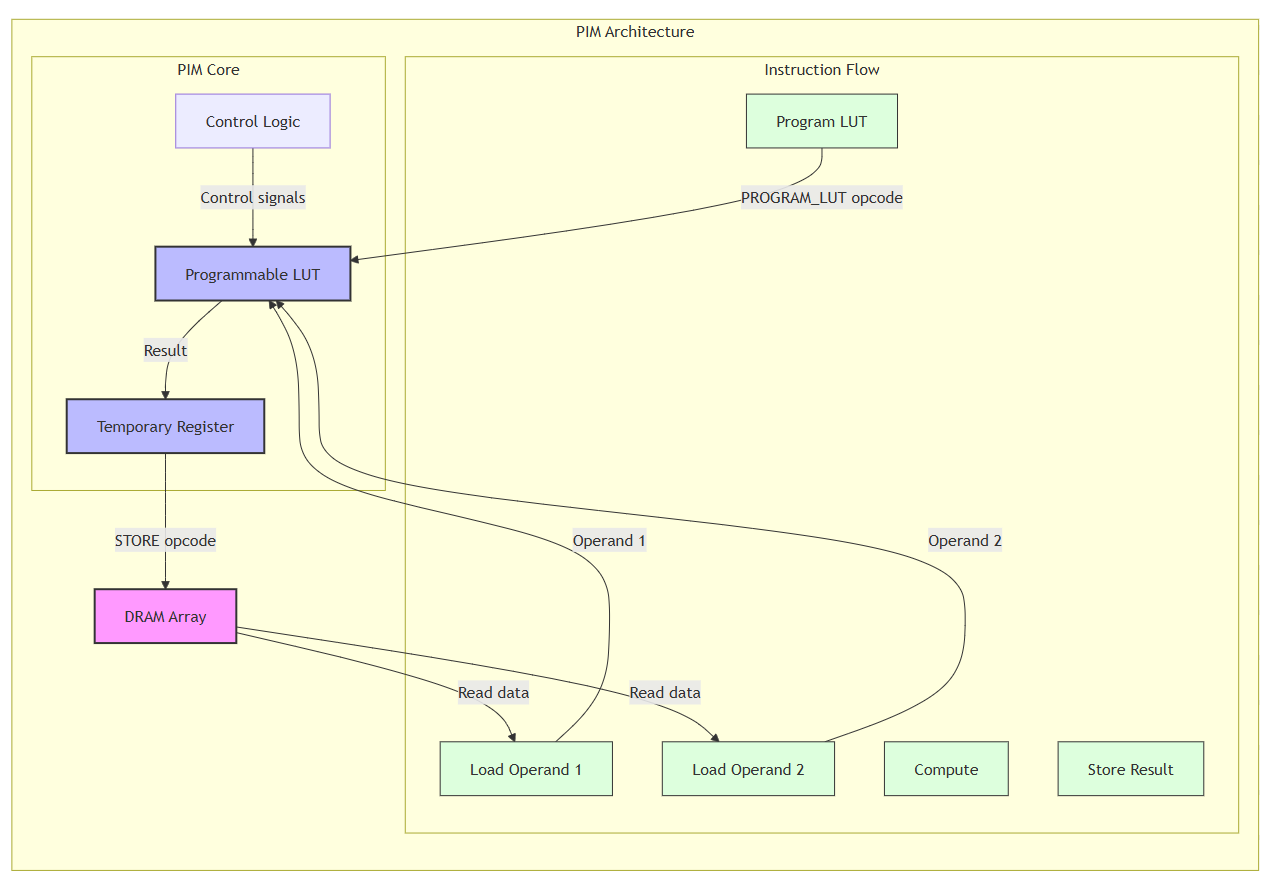 PIM Architecture
PIM Core
Instruction Flow
Control Logic
Program LUT
Control signals
PROGRAM_LUT opcode
Programmable LUT
Result
Temporary Register
STORE opcode
Operand 1
Operand 2
DRAM Array
Read data
Read data
Load Operand 1
Load Operand 2
Compute
Store Result